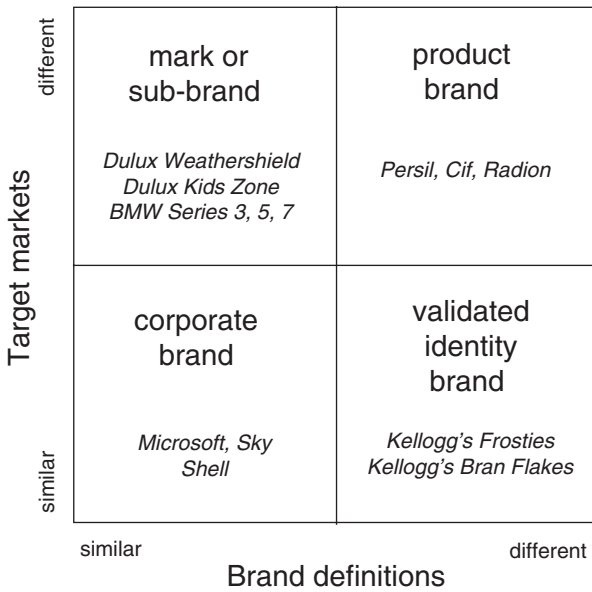 different
Target markets
similar
mark or
sub-brand
Dulux Weathershield
Dulux Kids Zone
BMW Series 3, 5, 7
product
brand
Persil, Cif, Radion
corporate
brand
Microsoft, Sky
Shell
validated
identity
brand
Kellogg's Frosties
Kellogg's Bran Flakes
similar
different
Brand definitions